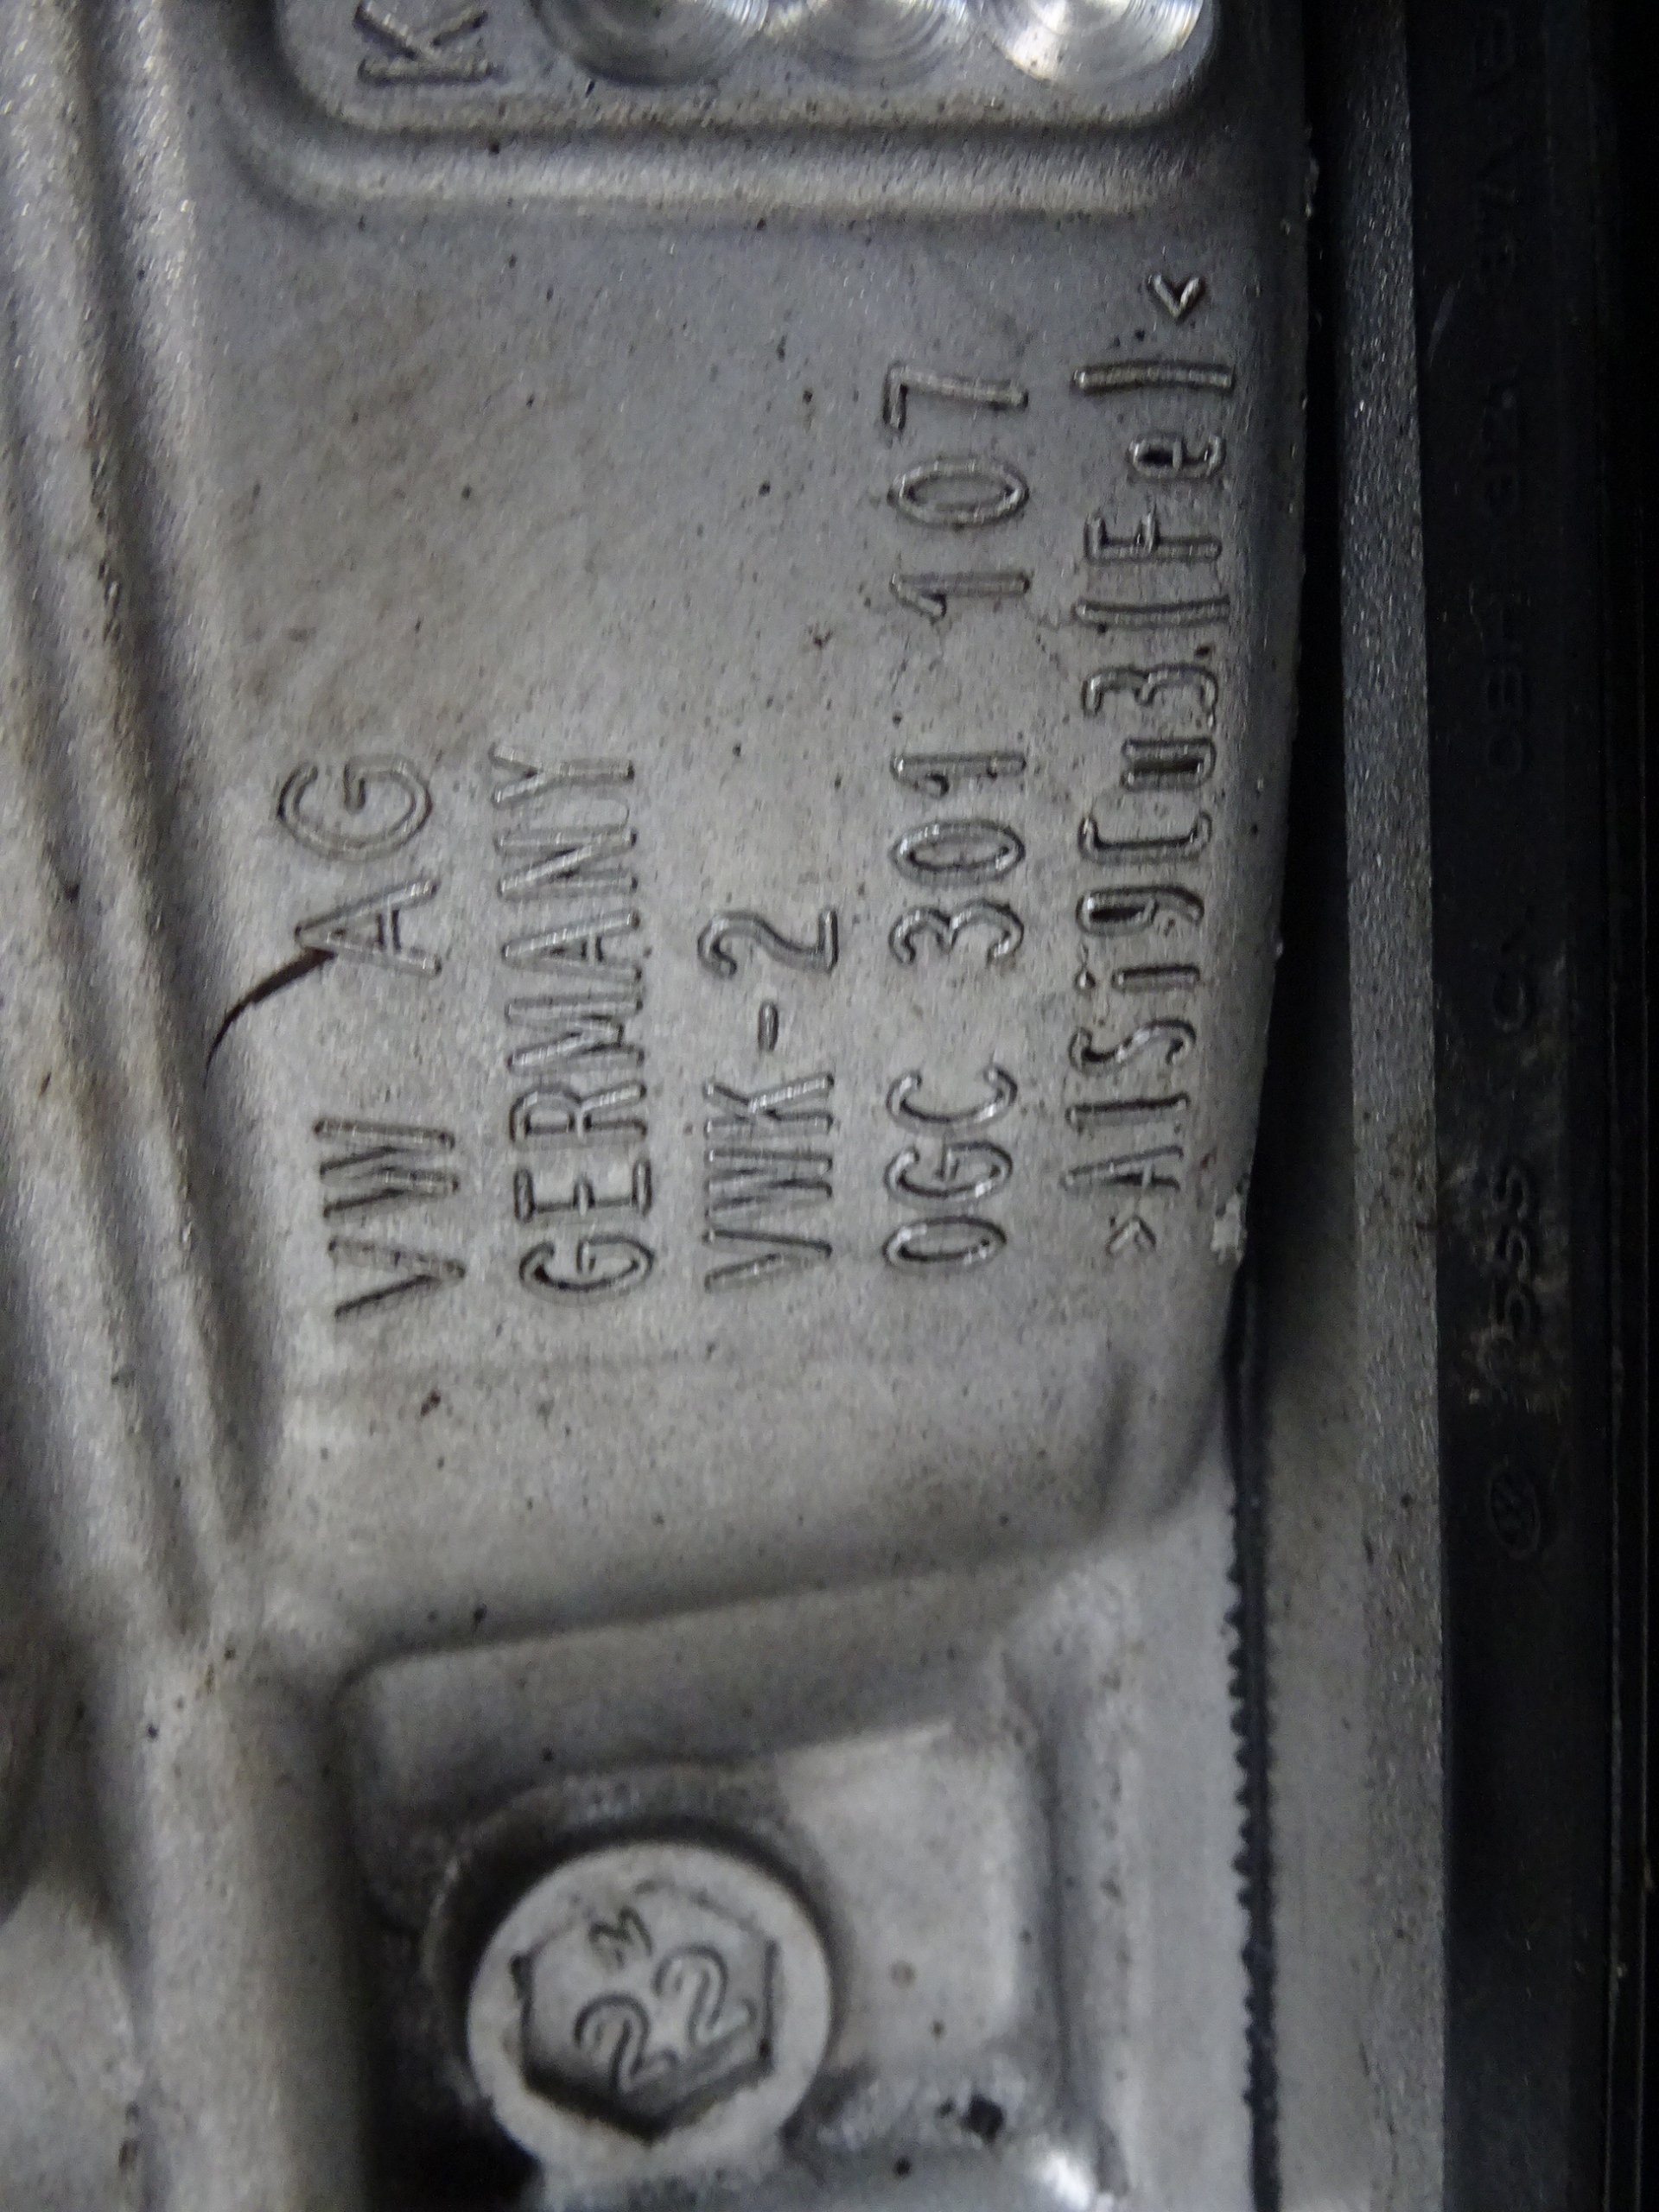 K
VW AG
GERMANY
VWK-2
0GC 301 107
>AlSi9Cu3(Fe)<
22